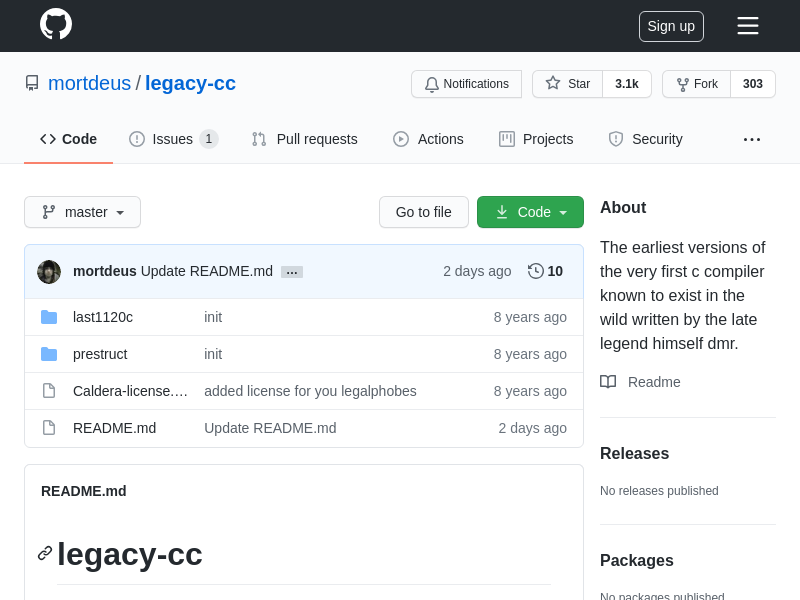 Sign up
mortdeus / legacy-cc
Notifications
Star 3.1k
Fork 303
Code
Issues 1
Pull requests
Actions
Projects
Security
master
Go to file
Code
mortdeus Update README.md … 2 days ago 10
last1120c init 8 years ago
prestruct init 8 years ago
Caldera-license.… added license for you legalphobes 8 years ago
README.md Update README.md 2 days ago
README.md
legacy-cc
About
The earliest versions of
the very first c compiler
known to exist in the
wild written by the late
legend himself dmr.
Readme
Releases
No releases published
Packages
No packages published